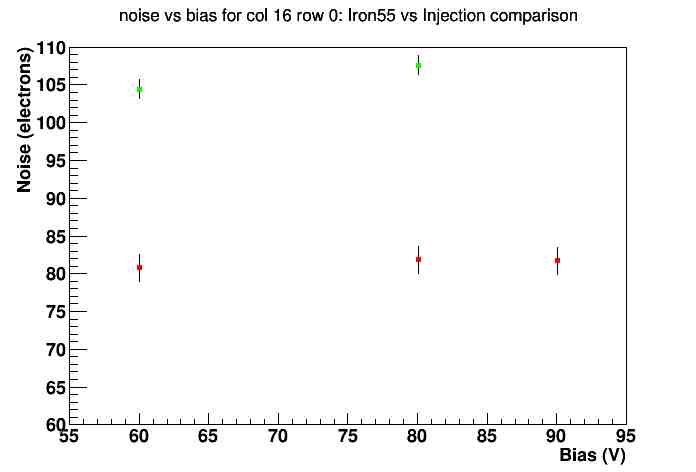 noise vs bias for col 16 row 0: Iron55 vs Injection comparison
Noise (electrons)
110
105
100
95
90
85
80
75
70
65
60
55 60 65 70 75 80 85 90 95
Bias (V)